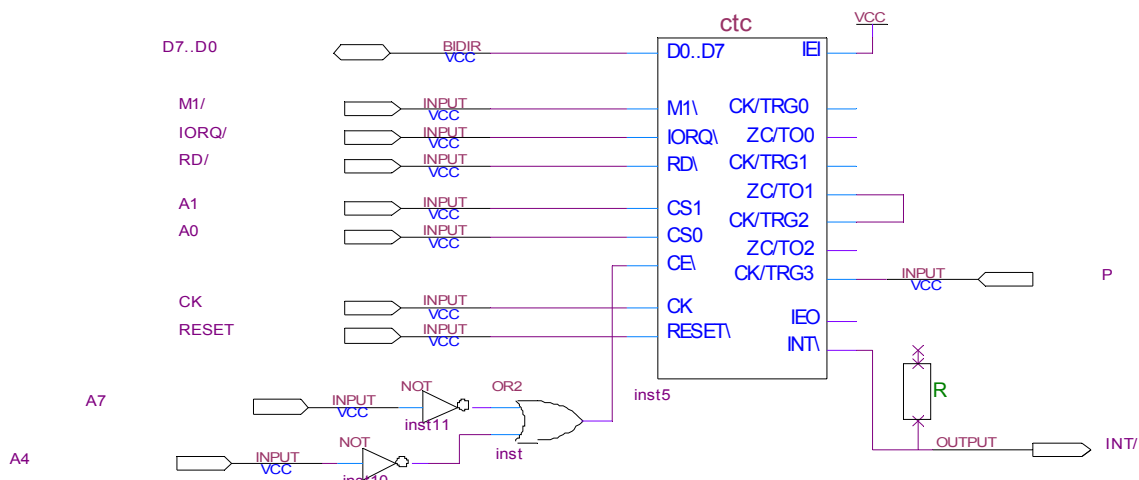 ctc
VCC
D7..D0
BIDIR
VCC
D0..D7
IEI
M1/
INPUT
VCC
M1\
CK/TRG0
IORQ/
INPUT
VCC
IORQ\
ZC/TO0
RD/
INPUT
VCC
RD\
CK/TRG1
ZC/TO1
A1
INPUT
VCC
CS1
CK/TRG2
A0
INPUT
VCC
CS0
ZC/TO2
CE\
CK/TRG3
INPUT
VCC
P
CK
INPUT
VCC
CK
IEO
RESET
INPUT
VCC
RESET\
INT\
inst5
R
A7
INPUT
VCC
NOT
inst11
OR2
inst
A4
INPUT
VCC
NOT
inst10
OUTPUT
INT/